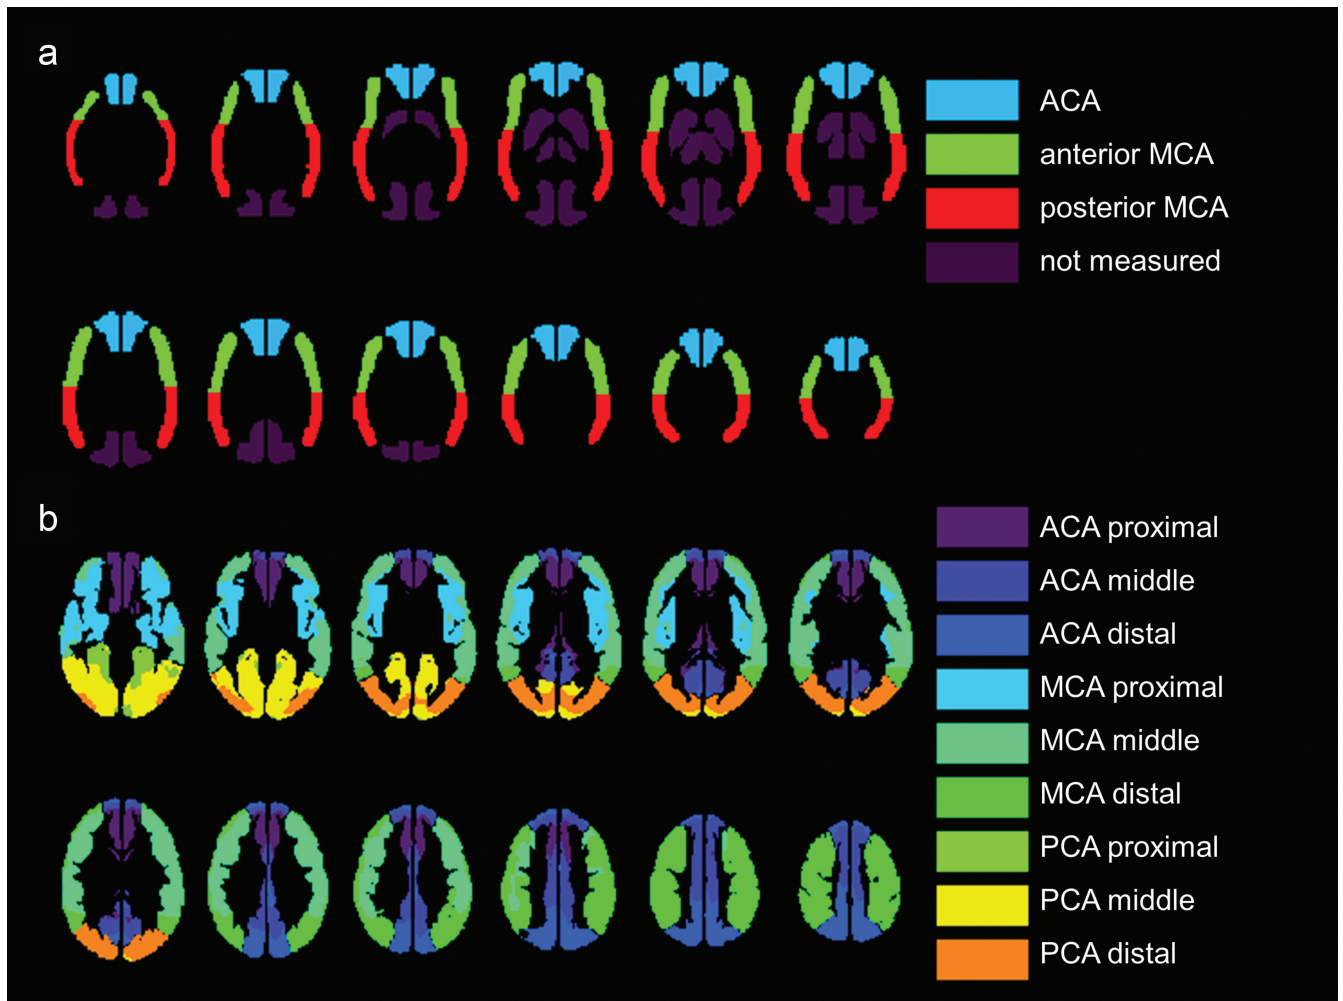 a
ACA
anterior MCA
posterior MCA
not measured
b
ACA proximal
ACA middle
ACA distal
MCA proximal
MCA middle
MCA distal
PCA proximal
PCA middle
PCA distal